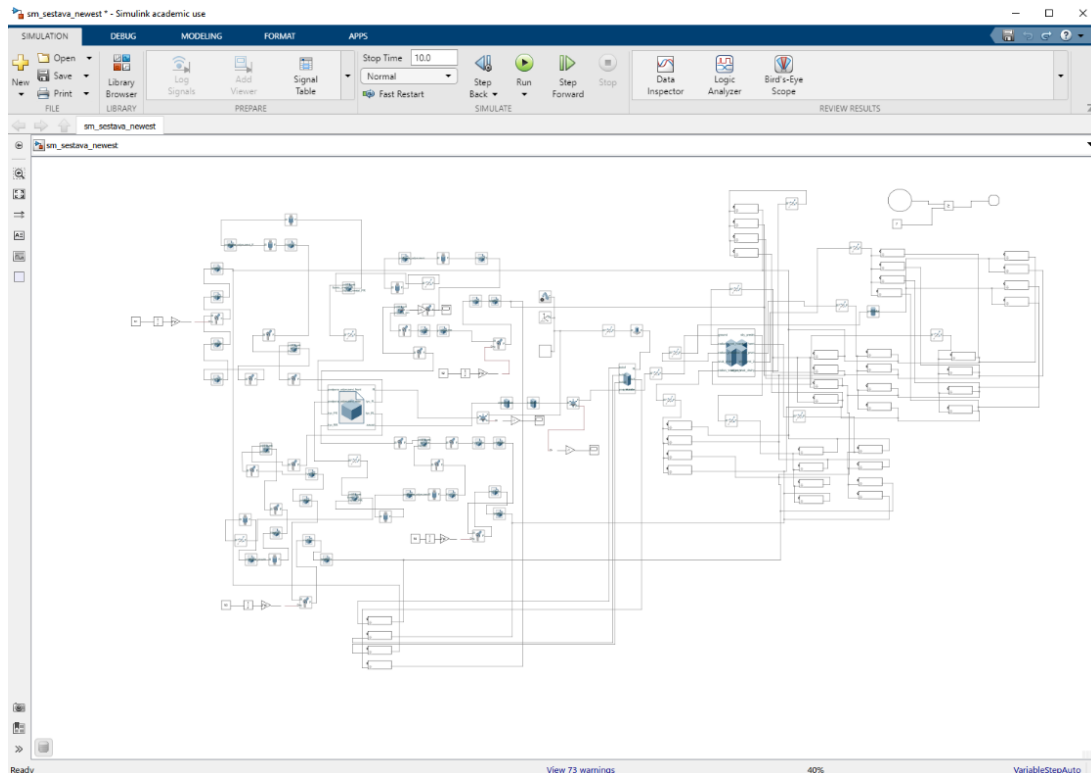 sm_sestava_newest * - Simulink academic use
SIMULATION DEBUG MODELING FORMAT APPS
New
Open
Save
Print
FILE
Library Browser
LIBRARY
Log Signals
Add Viewer
Signal Table
PREPARE
Stop Time 10.0
Normal
Fast Restart
Step Back
Run
Step Forward
Stop
SIMULATE
Data Inspector
Logic Analyzer
Bird's-Eye Scope
REVIEW RESULTS
sm_sestava_newest
sm_sestava_newest
Ready View 73 warnings 40% VariableStepAuto